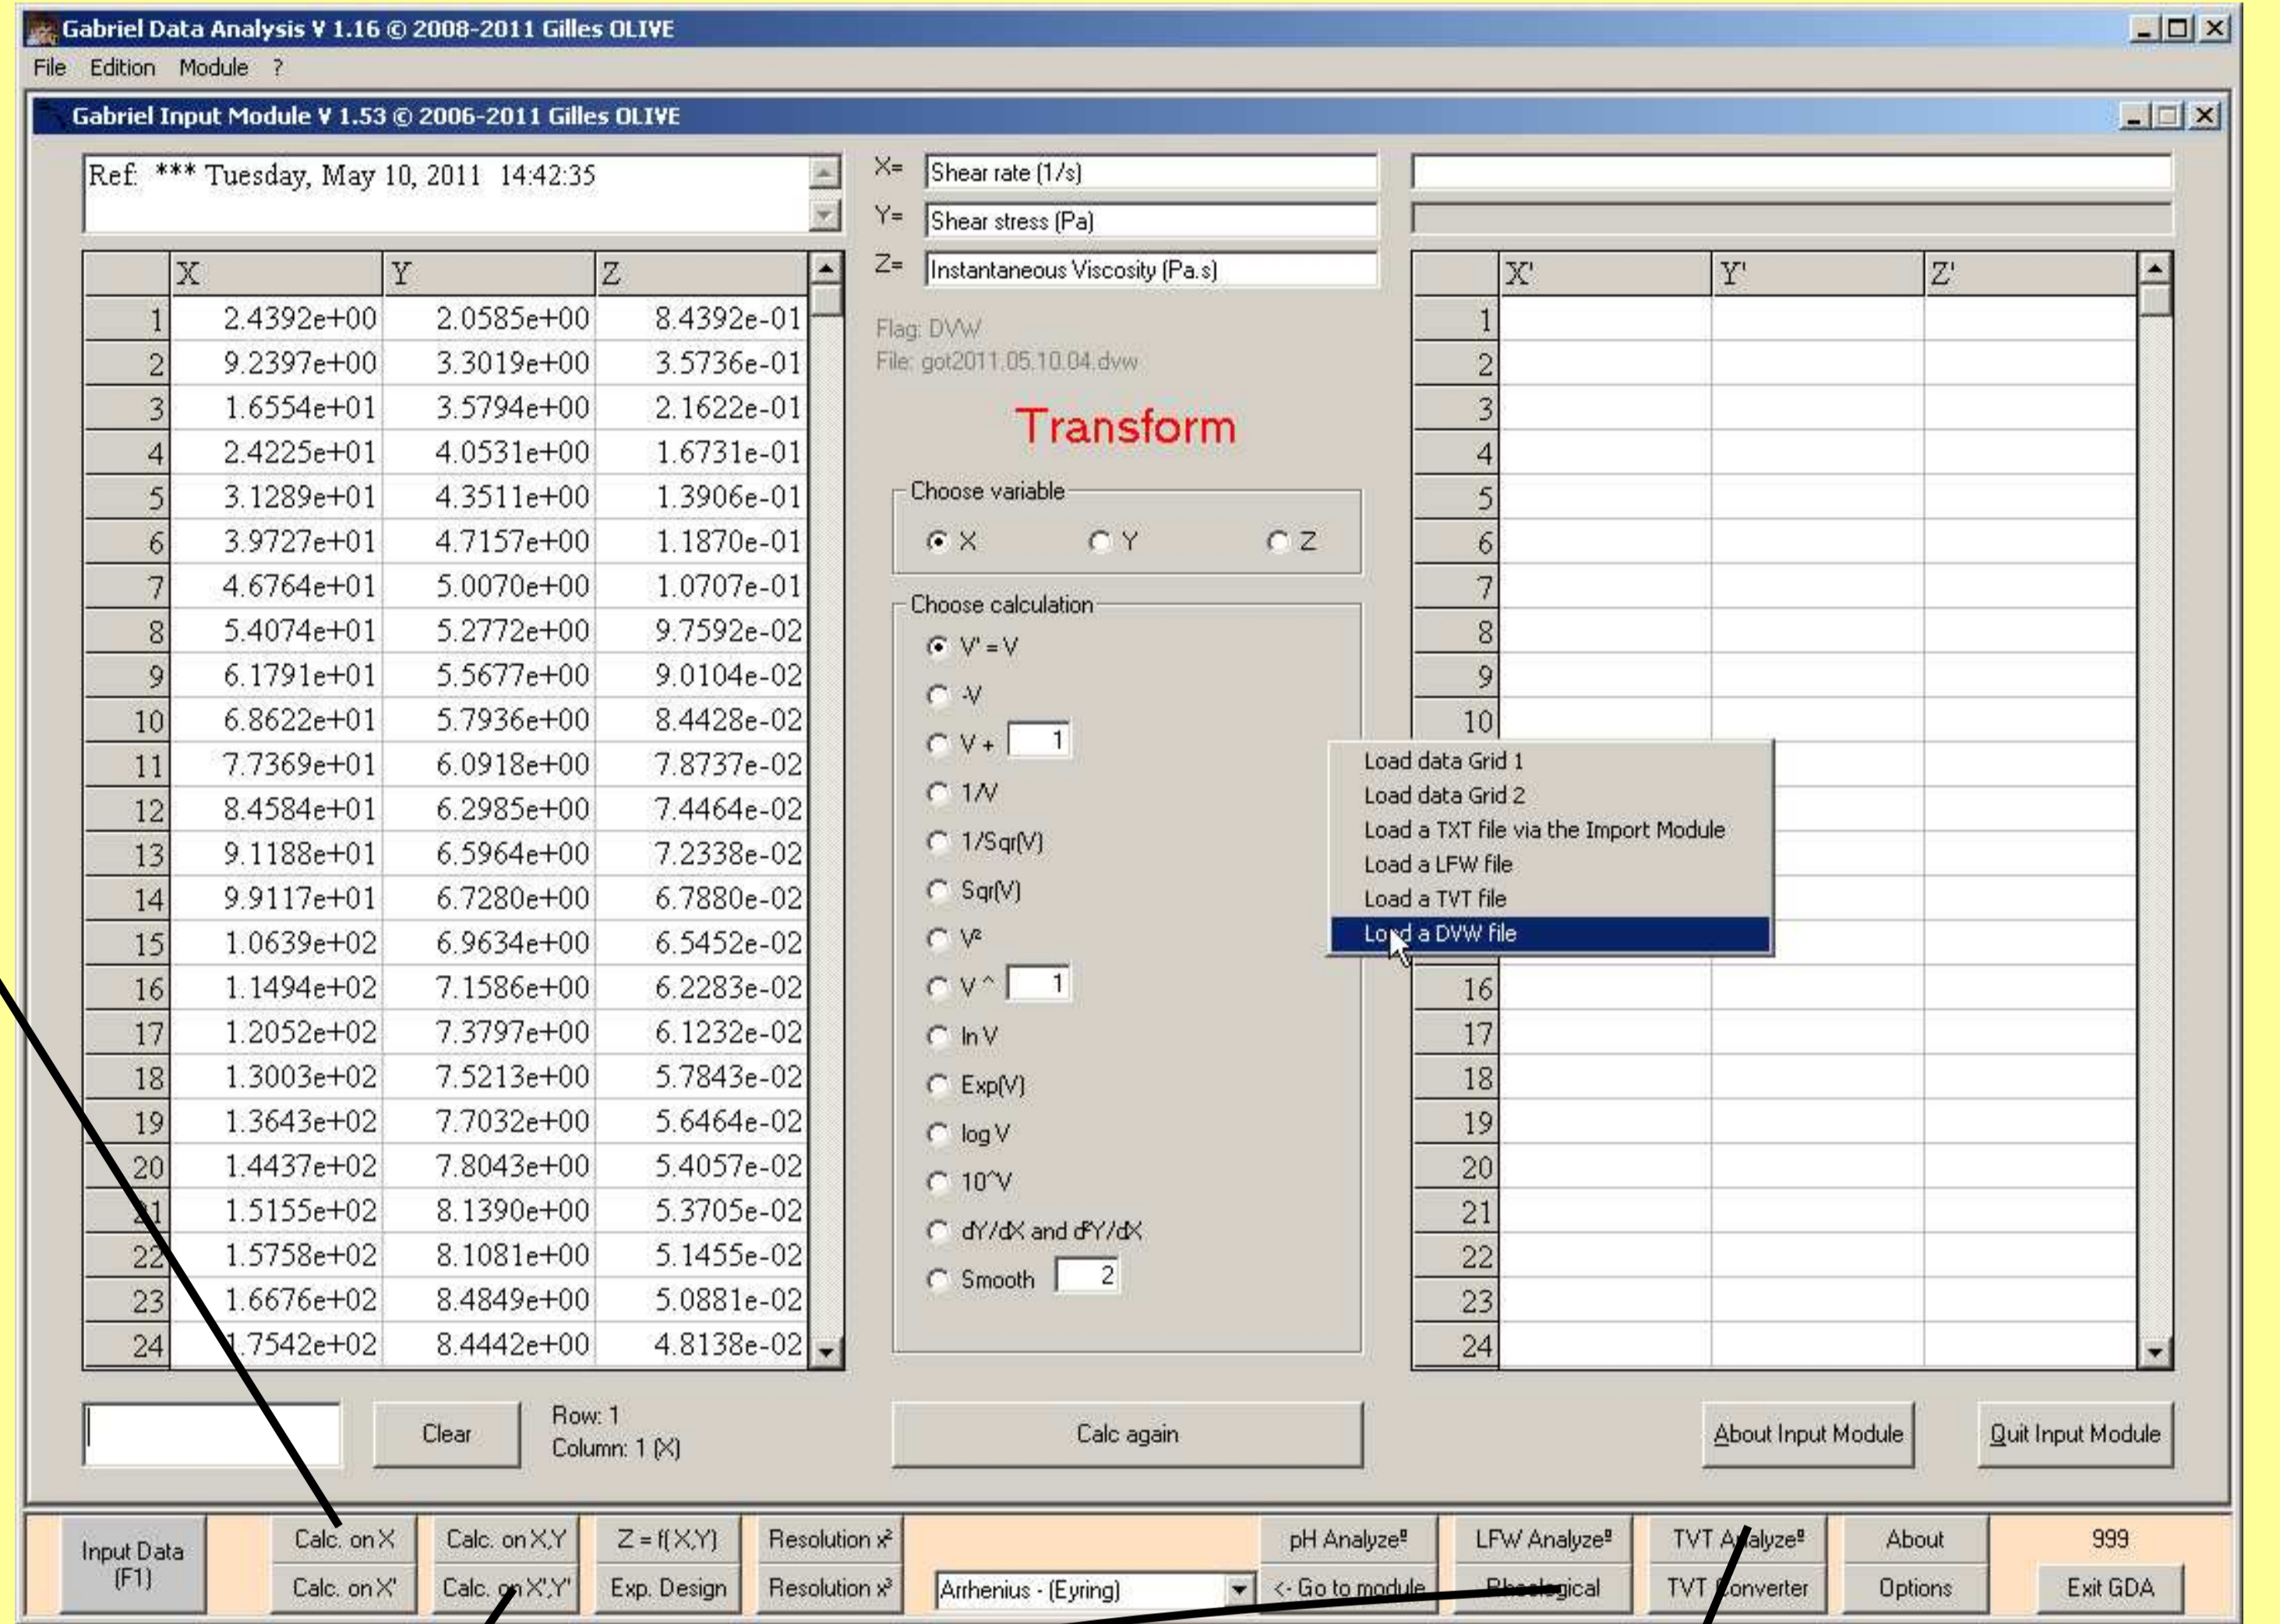 Gabriel Data Analysis V 1.16 © 2008-2011 Gilles OLIVE
File Edition Module ?
Gabriel Input Module V 1.53 © 2006-2011 Gilles OLIVE
Ref: *** Tuesday, May 10, 2011 14:42:35
X= Shear rate (1/s)
Y= Shear stress (Pa)
Z= Instantaneous Viscosity (Pa.s)
X Y Z
1 2.4392e+00 2.0585e+00 8.4392e-01
2 9.2397e+00 3.3019e+00 3.5736e-01
3 1.6554e+01 3.5794e+00 2.1622e-01
4 2.4225e+01 4.0531e+00 1.6731e-01
5 3.1289e+01 4.3511e+00 1.3906e-01
6 3.9727e+01 4.7157e+00 1.1870e-01
7 4.6764e+01 5.0070e+00 1.0707e-01
8 5.4074e+01 5.2772e+00 9.7592e-02
9 6.1791e+01 5.5677e+00 9.0104e-02
10 6.8622e+01 5.7936e+00 8.4428e-02
11 7.7369e+01 6.0918e+00 7.8737e-02
12 8.4584e+01 6.2985e+00 7.4464e-02
13 9.1188e+01 6.5964e+00 7.2338e-02
14 9.9117e+01 6.7280e+00 6.7880e-02
15 1.0639e+02 6.9634e+00 6.5452e-02
16 1.1494e+02 7.1586e+00 6.2283e-02
17 1.2052e+02 7.3797e+00 6.1232e-02
18 1.3003e+02 7.5213e+00 5.7843e-02
19 1.3643e+02 7.7032e+00 5.6464e-02
20 1.4437e+02 7.8043e+00 5.4057e-02
21 1.5155e+02 8.1390e+00 5.3705e-02
22 1.5758e+02 8.1081e+00 5.1455e-02
23 1.6676e+02 8.4849e+00 5.0881e-02
24 1.7542e+02 8.4442e+00 4.8138e-02
Flag: DVW
File: got2011.05.10.04.dvw
Transform
Choose variable
X Y Z
Choose calculation
V' = V
-V
V + 1
1/V
1/Sqr(V)
Sqr(V)
V²
V ^ 1
ln V
Exp(V)
log V
10^V
dY/dX and d²Y/dX
Smooth 2
X' Y' Z'
1
2
3
4
5
6
7
8
9
10
Load data Grid 1
Load data Grid 2
Load a TXT file via the Import Module
Load a LFW file
Load a TVT file
Load a DVW file
16
17
18
19
20
21
22
23
24
Clear
Row: 1
Column: 1 (X)
Calc again
About Input Module
Quit Input Module
Input Data
(F1)
Calc. on X Calc. on X,Y Z = f(X,Y) Resolution x² pH Analyze² LFW Analyze² TVT Analyze² About 999
Calc. on X' Calc. on X',Y' Exp. Design Resolution x³ Arrhenius - (Eyring) <- Go to module Rheological TVT Converter Options Exit GDA